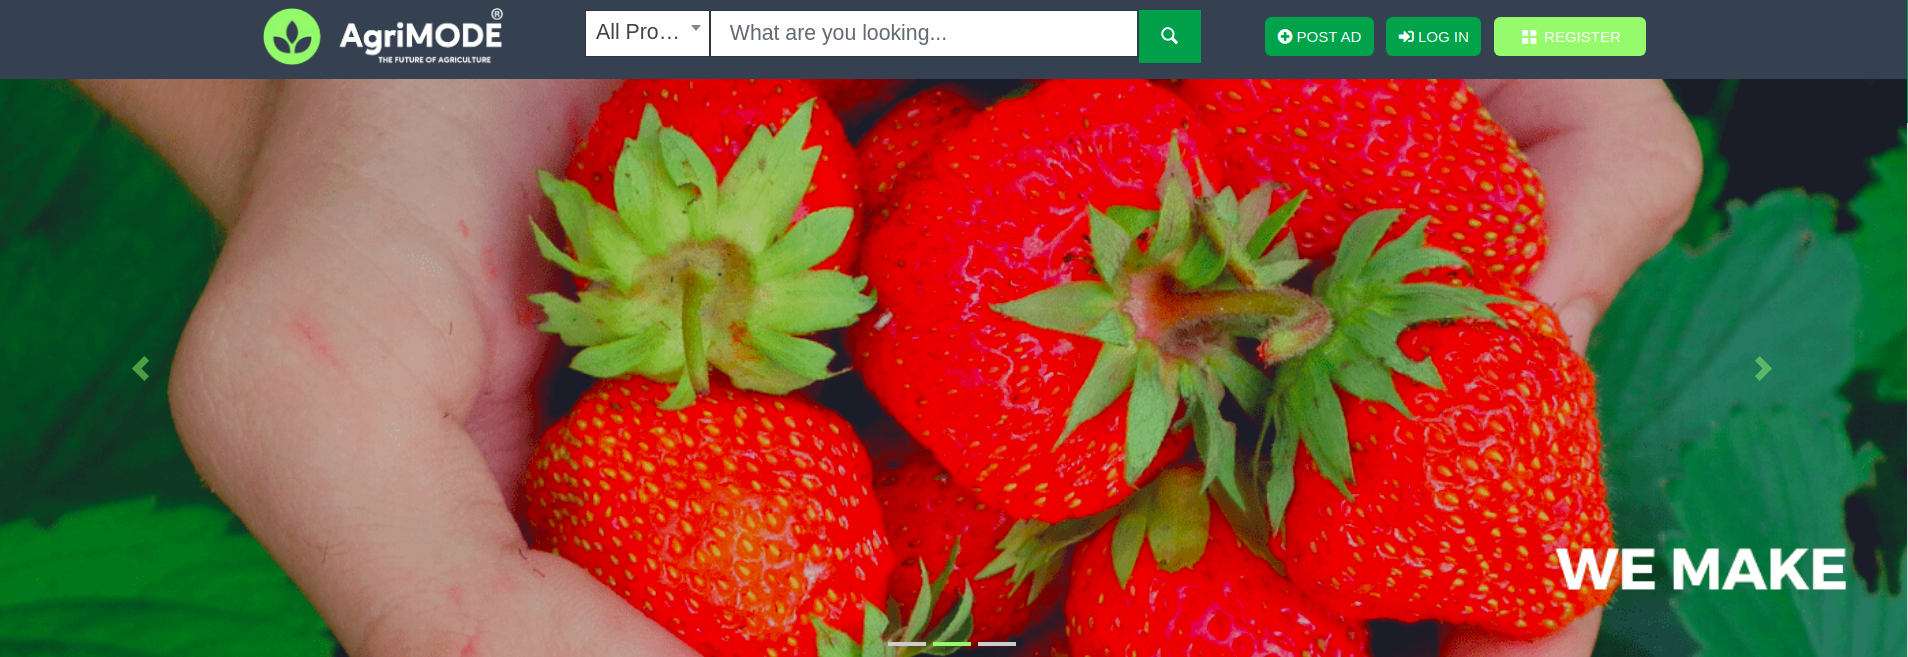 AgriMODE®
THE FUTURE OF AGRICULTURE
All Pro...
What are you looking...
POST AD
LOG IN
REGISTER
WE MAKE